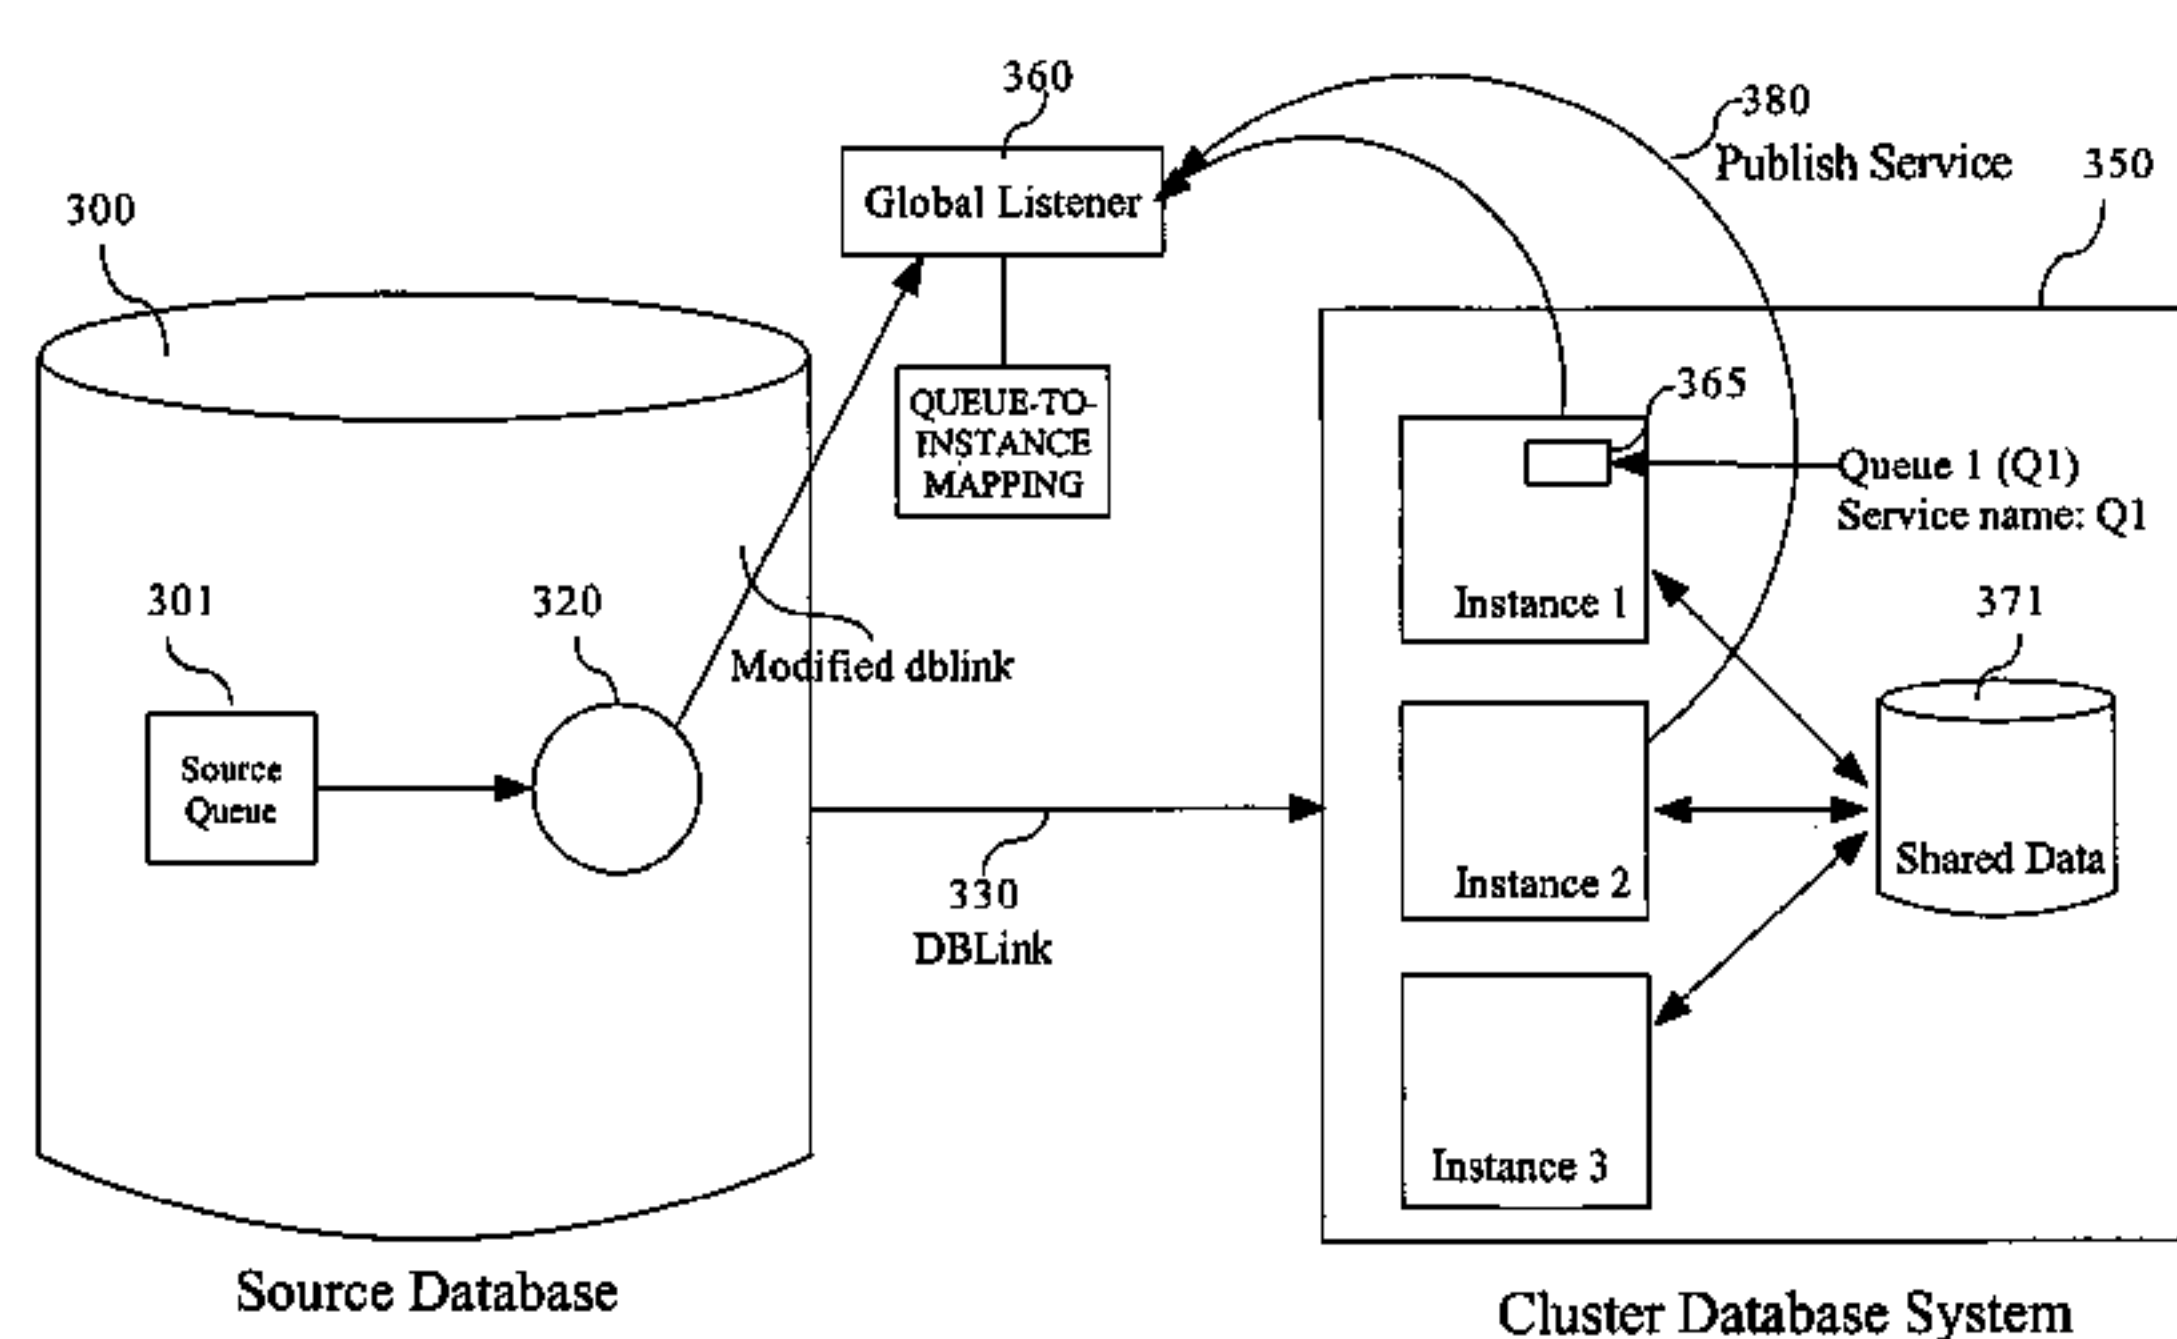 360
380
Publish Service
350
300
Global Listener
365
QUEUE-TO-
INSTANCE
MAPPING
Queue 1 (Q1)
Service name: Q1
301
320
Instance 1
371
Modified dblink
Source
Queue
Shared Data
Instance 2
330
DBLink
Instance 3
Source Database
Cluster Database System